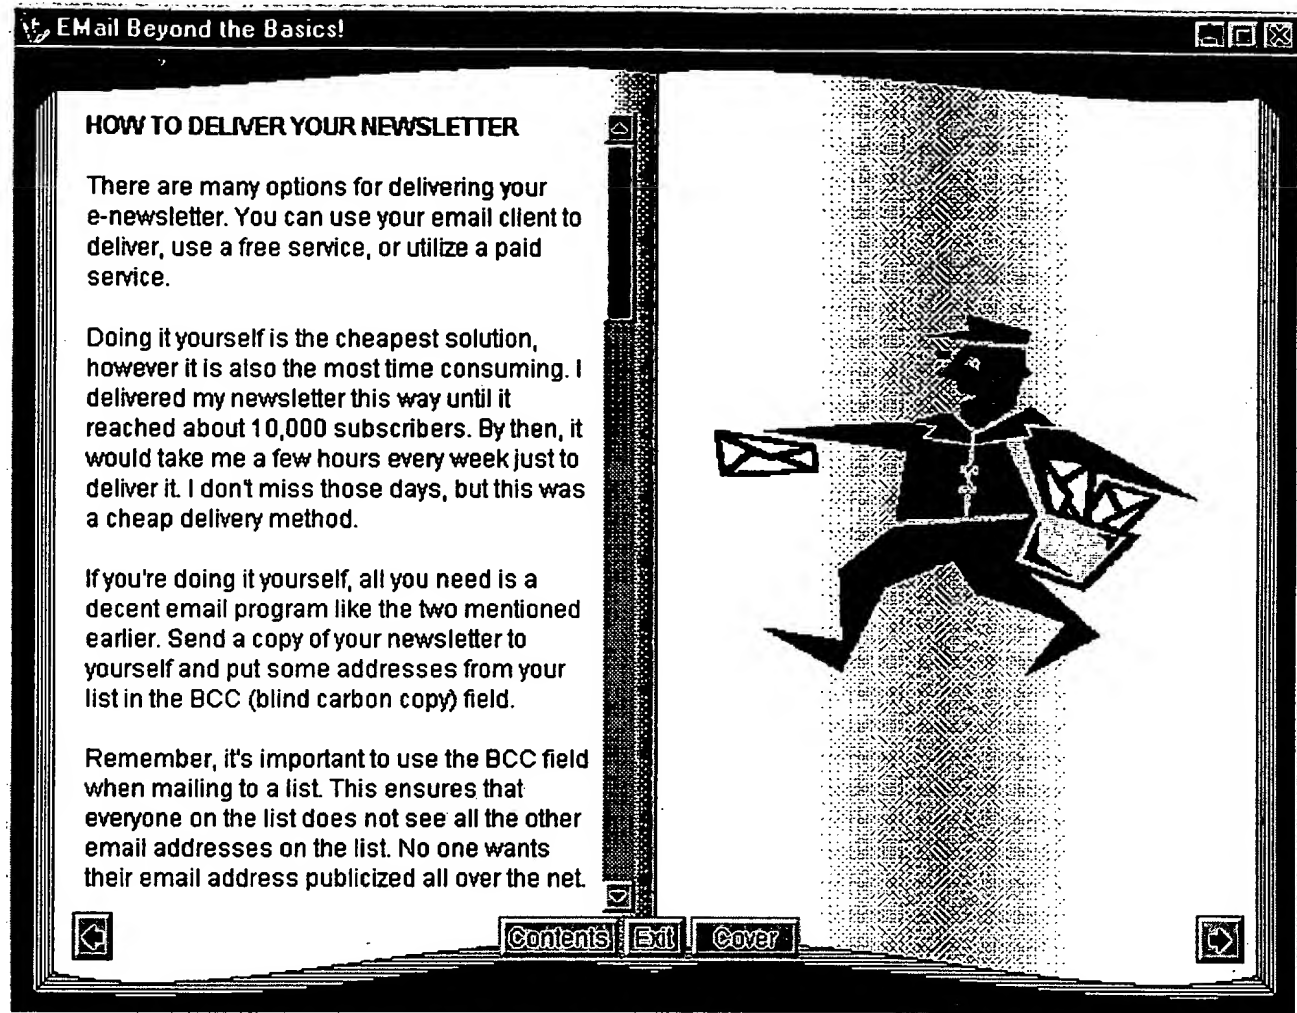 EMail Beyond the Basics!
HOW TO DELIVER YOUR NEWSLETTER
There are many options for delivering your
e-newsletter. You can use your email client to
deliver, use a free service, or utilize a paid
service.
Doing it yourself is the cheapest solution,
however it is also the most time consuming. I
delivered my newsletter this way until it
reached about 10,000 subscribers. By then, it
would take me a few hours every week just to
deliver it. I don't miss those days, but this was
a cheap delivery method.
If you're doing it yourself, all you need is a
decent email program like the two mentioned
earlier. Send a copy of your newsletter to
yourself and put some addresses from your
list in the BCC (blind carbon copy) field.
Remember, it's important to use the BCC field
when mailing to a list. This ensures that
everyone on the list does not see all the other
email addresses on the list. No one wants
their email address publicized all over the net.
Contents Exit Cover